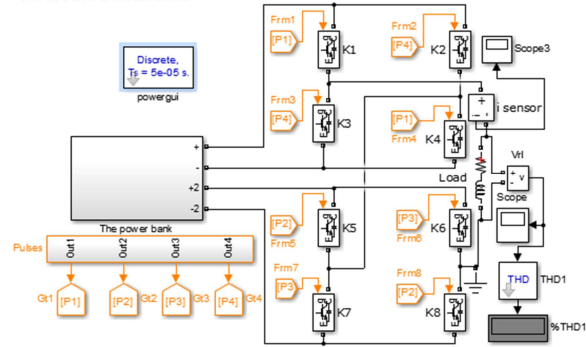 Frm1
[P1]
K1
Frm2
[P4]
K2
Scope3
Discrete,
Ts = 5e-05 s.
powergui
Frm3
[P4]
K3
[P1]
Frm4
K4
i sensor
+
-
+2
-2
The power bank
Load
+
-
v
Vrl
Scope
[P2]
Frm5
K5
[P3]
Frm6
K6
Pulses
Out1
Out2
Out3
Out4
Gt1
[P1]
[P2]
Gt2
[P3]
Gt3
[P4]
Gt4
Frm7
[P3
K7
Frm8
[P2]
K8
THD
THD1
%THD1